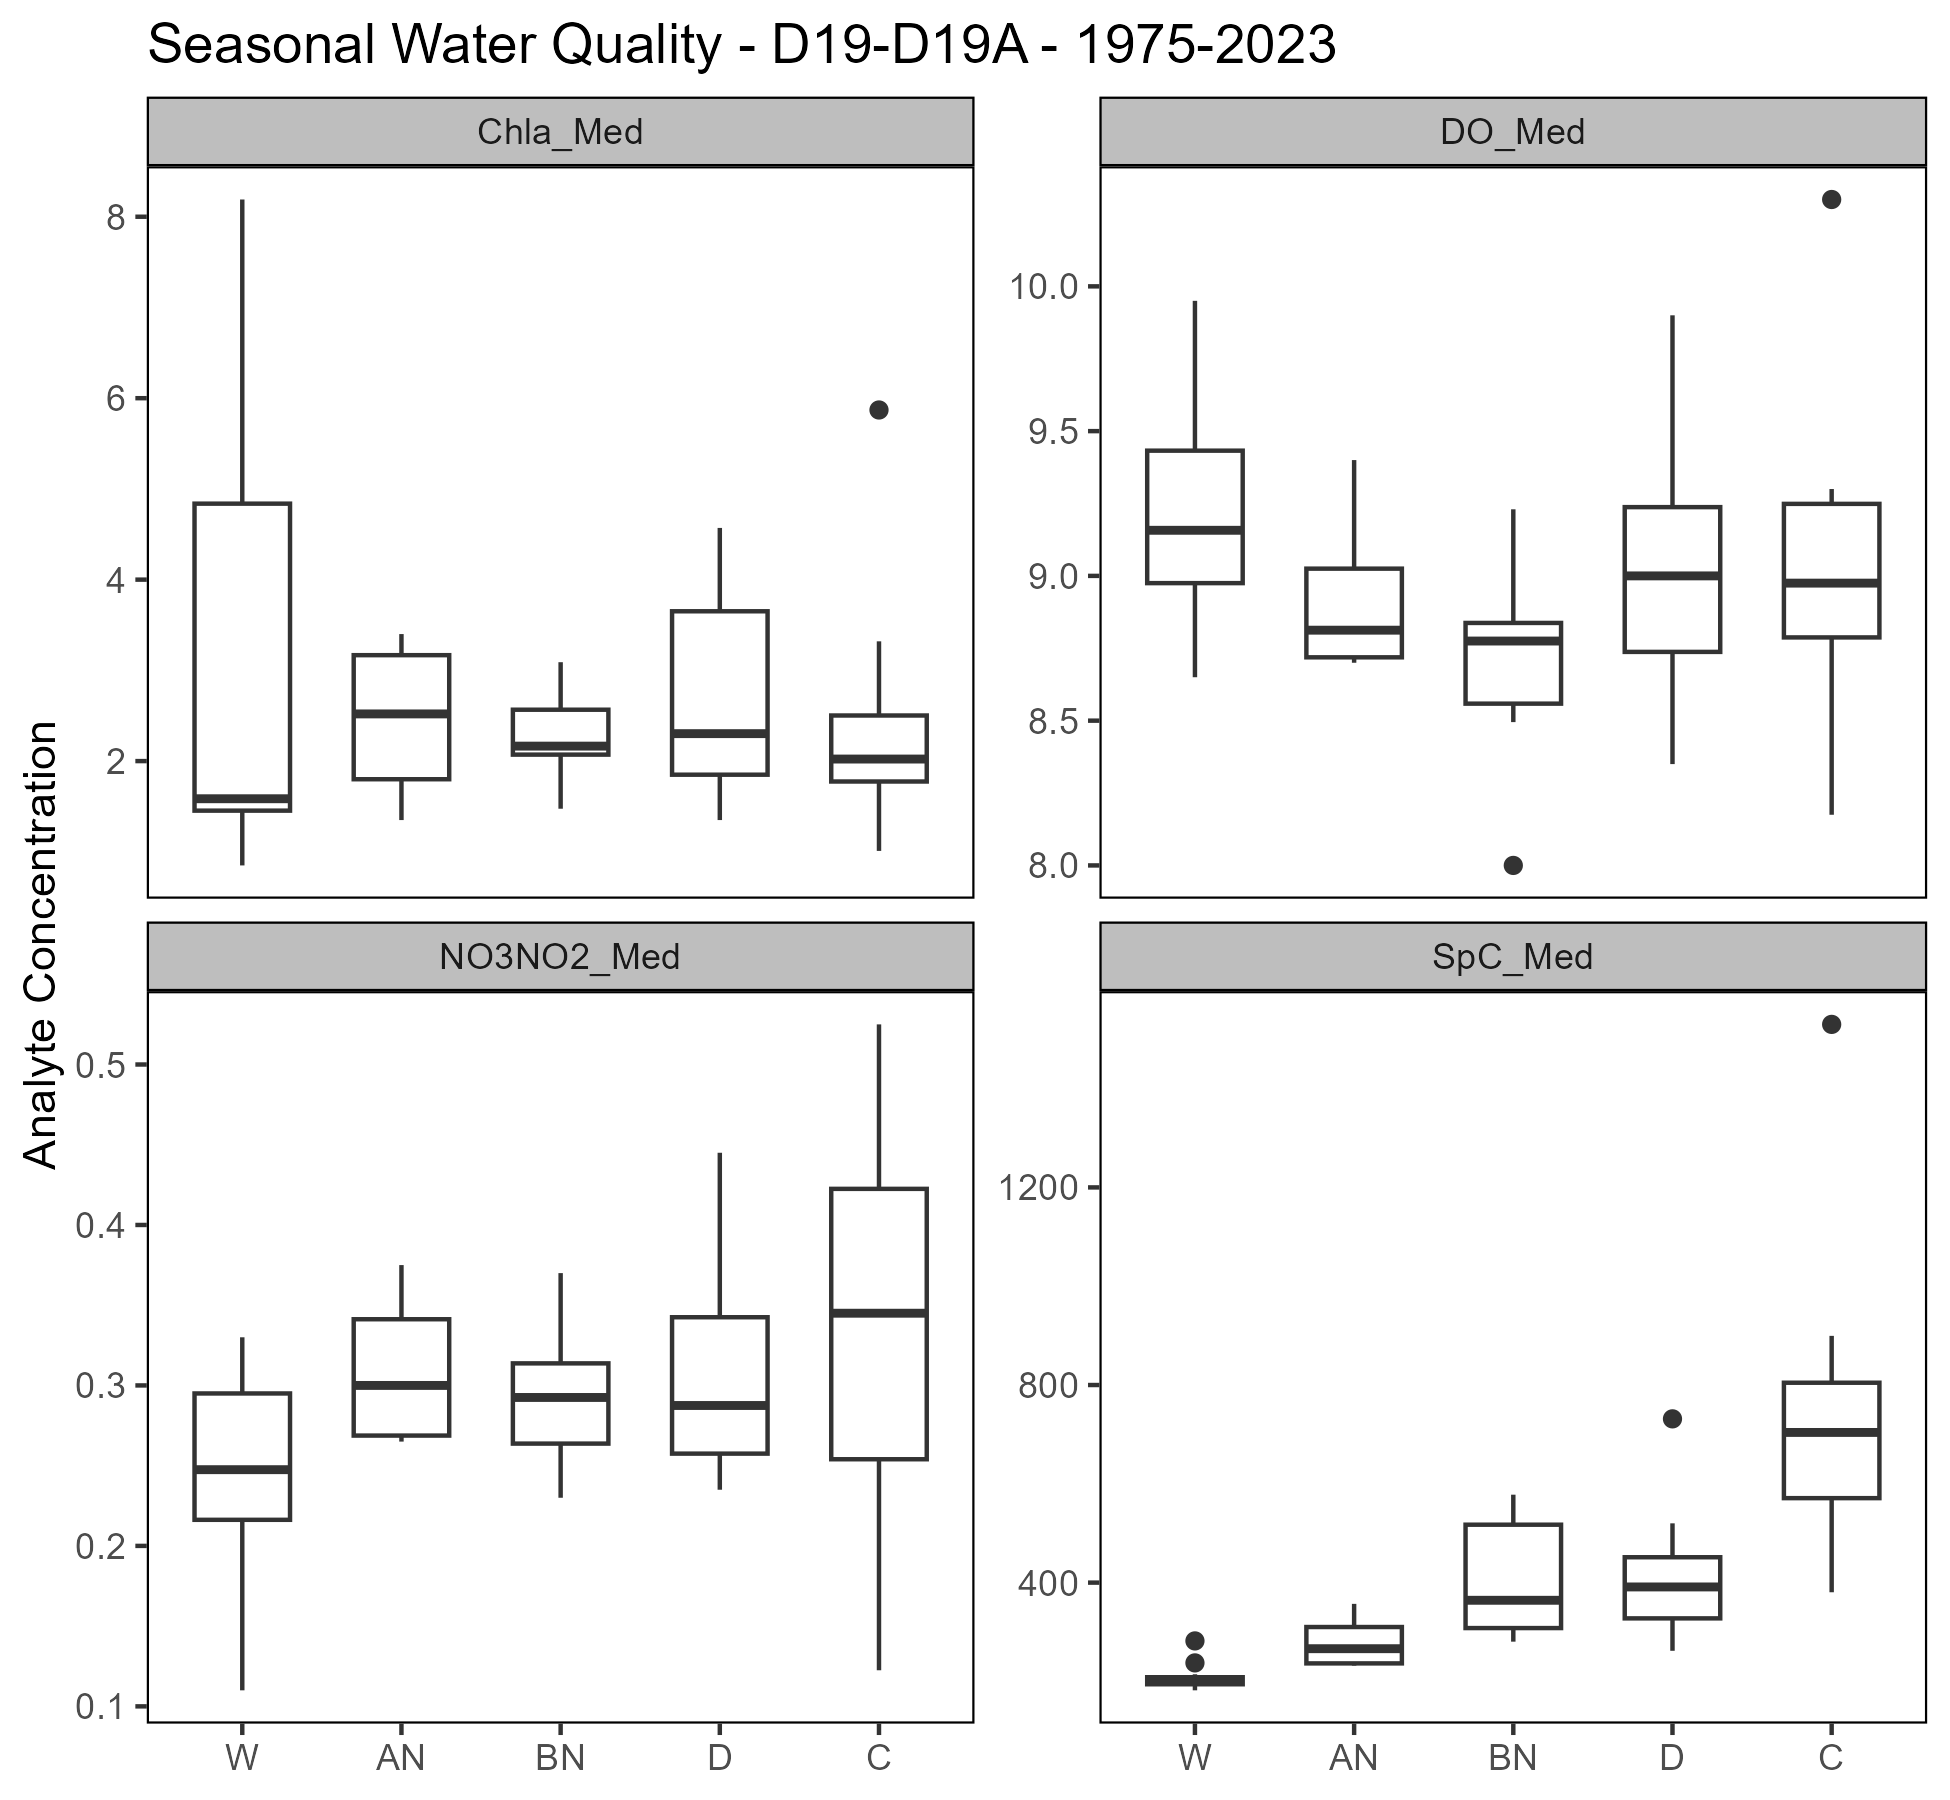 Seasonal Water Quality - D19-D19A - 1975-2023
Chla_Med
DO_Med
8
6
4
2
10.0
9.5
9.0
8.5
8.0
Analyte Concentration
NO3NO2_Med
SpC_Med
0.5
0.4
0.3
0.2
0.1
1200
800
400
W AN BN D C
W AN BN D C